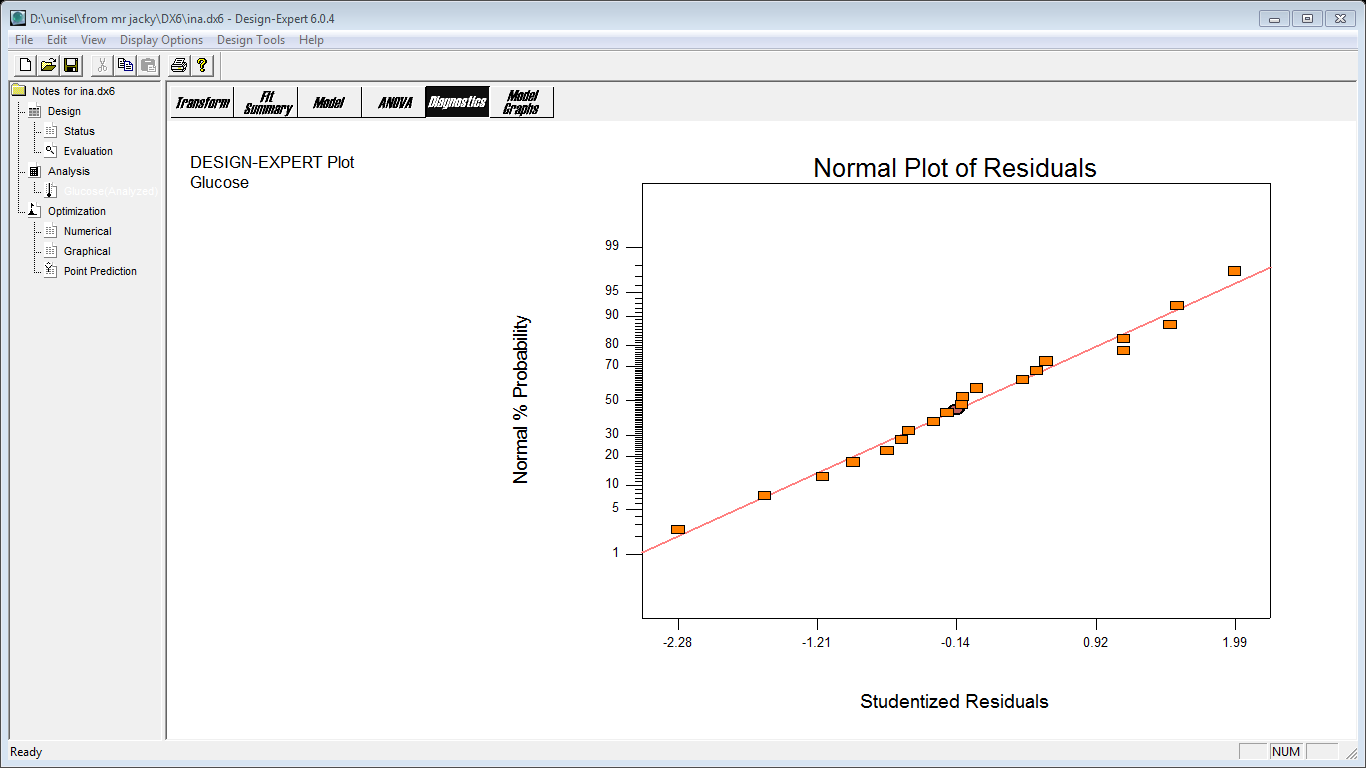 D:\unisel\from mr jacky\DX6\ina.dx6 - Design-Expert 6.0.4
File Edit View Display Options Design Tools Help
Notes for ina.dx6
Design
Status
Evaluation
Analysis
Glucose(Analyzed)
Optimization
Numerical
Graphical
Point Prediction
Transform
Fit
Summary
Model
ANOVA
Diagnostics
Model
Graphs
DESIGN-EXPERT Plot
Glucose
Normal Plot of Residuals
Normal % Probability
99
95
90
80
70
50
30
20
10
5
1
-2.28 -1.21 -0.14 0.92 1.99
Studentized Residuals
Ready
NUM